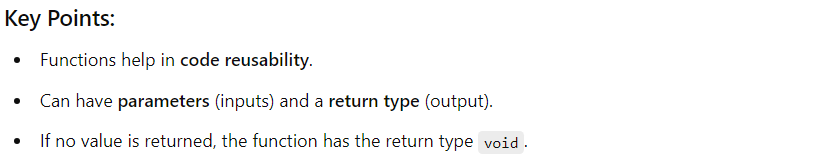 Key Points:
• Functions help in code reusability.
• Can have parameters (inputs) and a return type (output).
• If no value is returned, the function has the return type void.